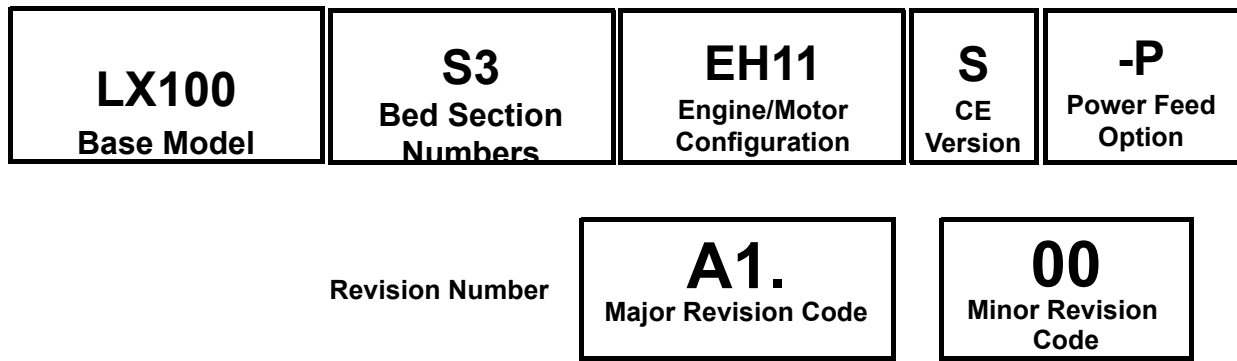 LX100
Base Model
S3
Bed Section
Numbers
EH11
Engine/Motor
Configuration
S
CE
Version
-P
Power Feed
Option
Revision Number
A1.
Major Revision Code
00
Minor Revision
Code